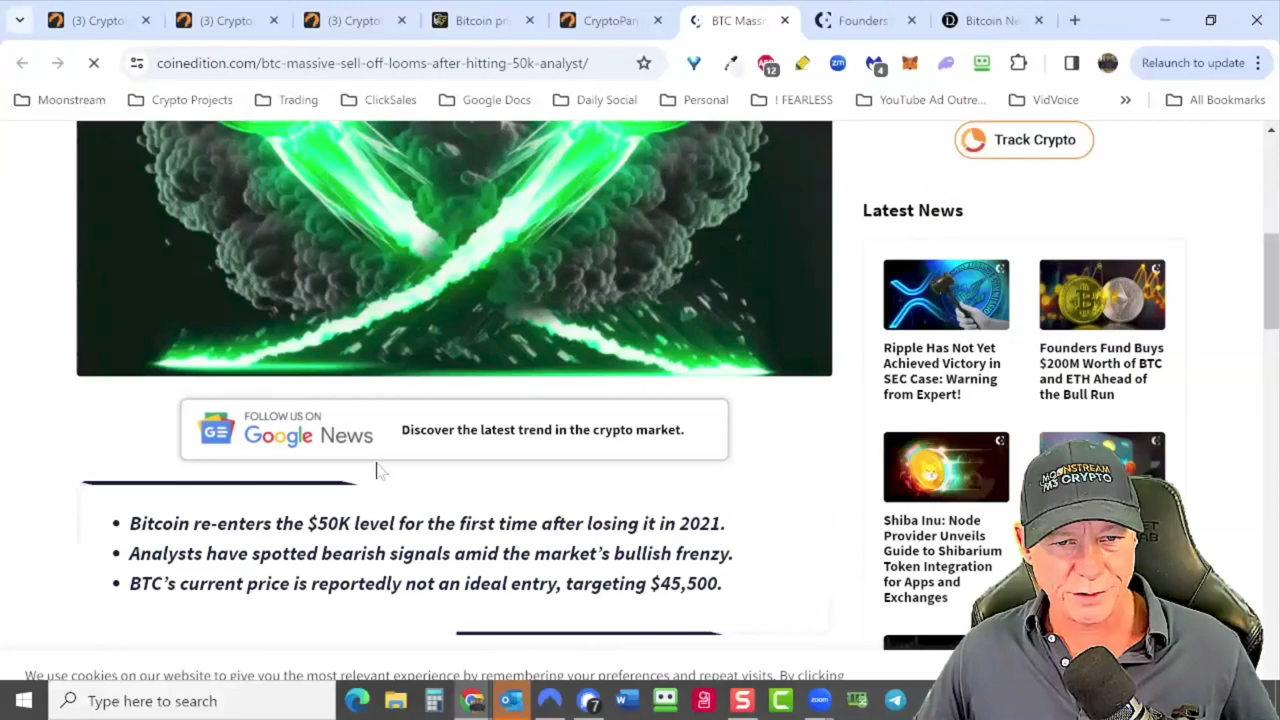 (3) Crypto
(3) Crypto
(3) Crypto
Bitcoin pri
CryptoPan
BTC Massi
Founders
Bitcoin Ne
coinedition.com/btc-massive-sell-off-looms-after-hitting-50k-analyst/
12
zm
4
Relaunch to update
Moonstream
Crypto Projects
Trading
ClickSales
Google Docs
Daily Social
Personal
! FEARLESS
YouTube Ad Outre...
VidVoice
All Bookmarks
Track Crypto
Latest News
Ripple Has Not Yet
Achieved Victory in
SEC Case: Warning
from Expert!
Founders Fund Buys
$200M Worth of BTC
and ETH Ahead of
the Bull Run
FOLLOW US ON
Google News
GE
Discover the latest trend in the crypto market.
• Bitcoin re-enters the $50K level for the first time after losing it in 2021.
• Analysts have spotted bearish signals amid the market's bullish frenzy.
• BTC's current price is reportedly not an ideal entry, targeting $45,500.
Shiba Inu: Node
Provider Unveils
Guide to Shibarium
Token Integration
for Apps and
Exchanges
MOONSTREAM
M3 CRYPTO
We use cookies on our website to give you the most relevant experience by remembering your preferences and repeat visits. By clicking
Type here to search
7
zoom